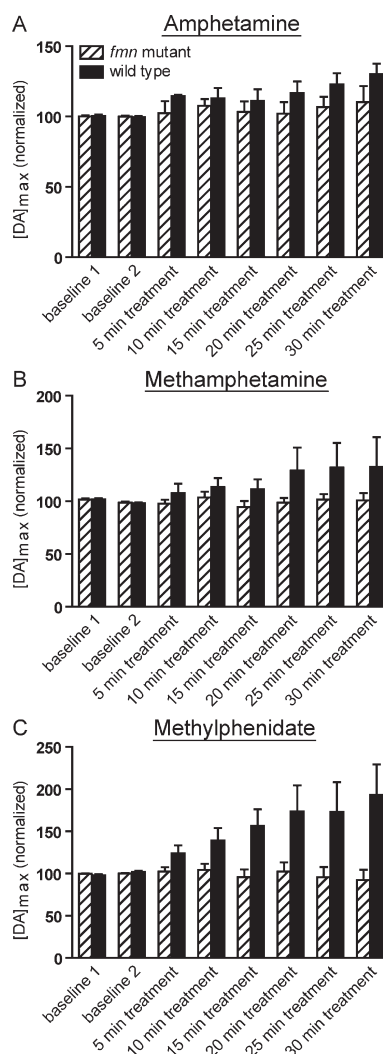 A
Amphetamine
fmn mutant
wild type
[DA]max (normalized)
150
100
50
0
baseline 1
baseline 2
5 min treatment
10 min treatment
15 min treatment
20 min treatment
25 min treatment
30 min treatment
B
Methamphetamine
[DA]max (normalized)
200
150
100
50
0
baseline 1
baseline 2
5 min treatment
10 min treatment
15 min treatment
20 min treatment
25 min treatment
30 min treatment
C
Methylphenidate
[DA]max (normalized)
250
200
150
100
50
0
baseline 1
baseline 2
5 min treatment
10 min treatment
15 min treatment
20 min treatment
25 min treatment
30 min treatment